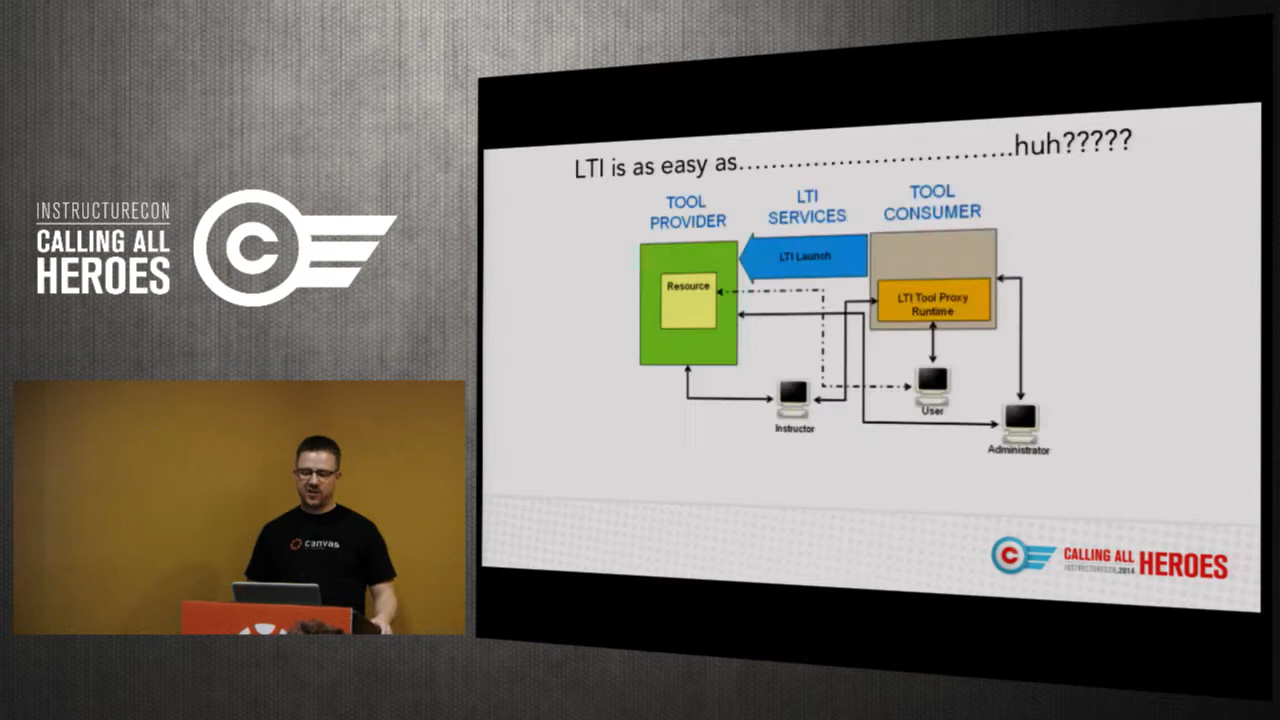 INSTRUCTURECON
CALLING ALL
HEROES
C
LTI is as easy as.................................huh?????
TOOL
PROVIDER
LTI
SERVICES
TOOL
CONSUMER
LTI Launch
Resource
LTI Tool Proxy
Runtime
User
Instructor
Administrator
canvas
C
CALLING ALL
HEROES
INSTRUCTURECON.2014